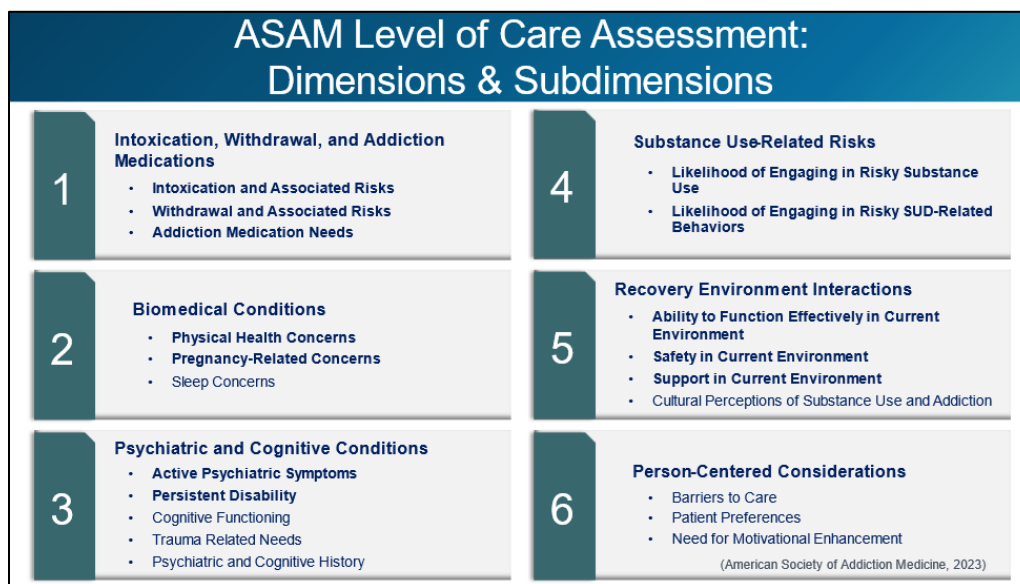 ASAM Level of Care Assessment:
Dimensions & Subdimensions
1
Intoxication, Withdrawal, and Addiction
Medications
• Intoxication and Associated Risks
• Withdrawal and Associated Risks
• Addiction Medication Needs
2
Biomedical Conditions
• Physical Health Concerns
• Pregnancy-Related Concerns
• Sleep Concerns
3
Psychiatric and Cognitive Conditions
• Active Psychiatric Symptoms
• Persistent Disability
• Cognitive Functioning
• Trauma Related Needs
• Psychiatric and Cognitive History
4
Substance Use-Related Risks
• Likelihood of Engaging in Risky Substance
Use
• Likelihood of Engaging in Risky SUD-Related
Behaviors
5
Recovery Environment Interactions
• Ability to Function Effectively in Current
Environment
• Safety in Current Environment
• Support in Current Environment
• Cultural Perceptions of Substance Use and Addiction
6
Person-Centered Considerations
• Barriers to Care
• Patient Preferences
• Need for Motivational Enhancement
(American Society of Addiction Medicine, 2023)